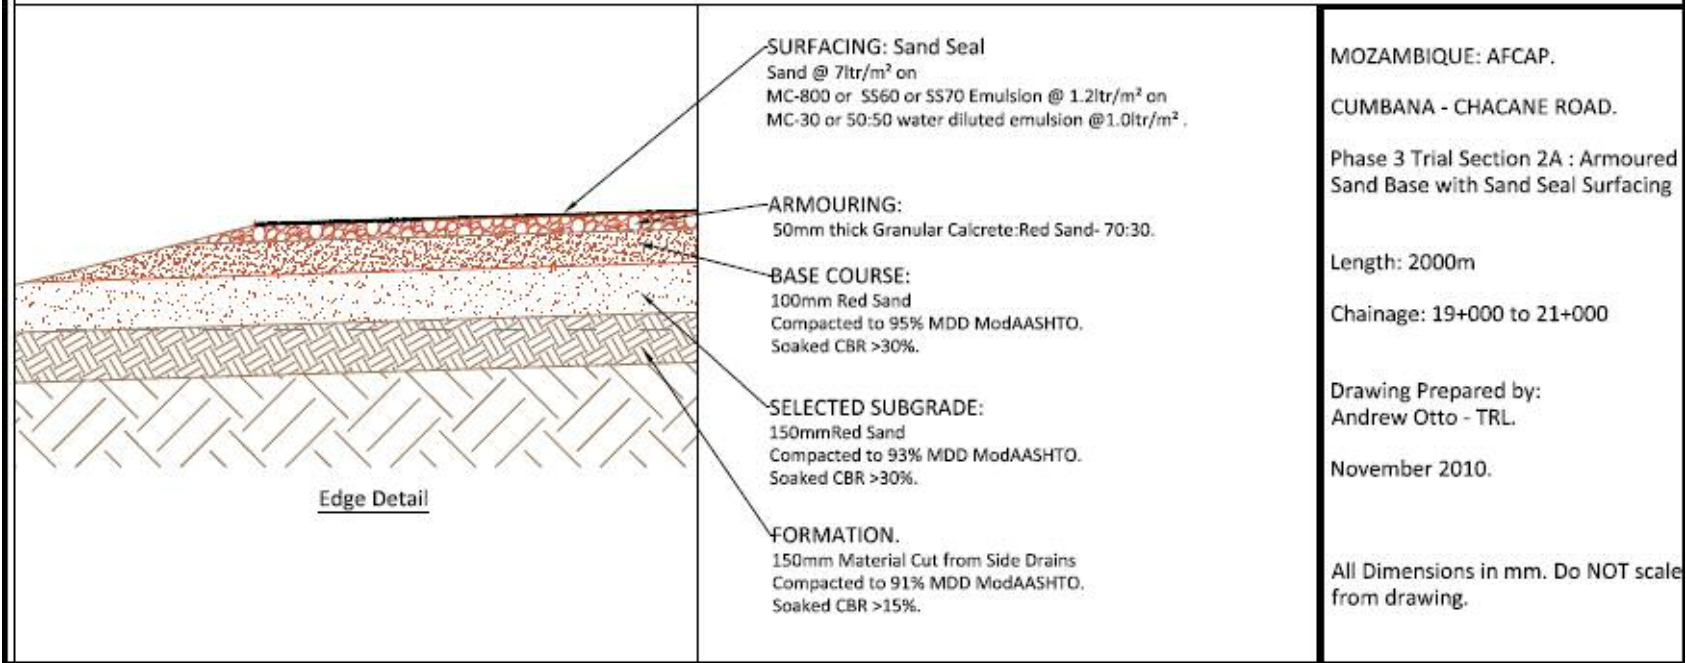 SURFACING: Sand Seal
Sand @ 7ltr/m² on
MC-800 or SS60 or SS70 Emulsion @ 1.2ltr/m² on
MC-30 or 50:50 water diluted emulsion @1.0ltr/m² .
ARMOURING:
50mm thick Granular Calcrete:Red Sand- 70:30.
BASE COURSE:
100mm Red Sand
Compacted to 95% MDD ModAASHTO.
Soaked CBR >30%.
SELECTED SUBGRADE:
150mmRed Sand
Compacted to 93% MDD ModAASHTO.
Soaked CBR >30%.
FORMATION.
150mm Material Cut from Side Drains
Compacted to 91% MDD ModAASHTO.
Soaked CBR >15%.
Edge Detail
MOZAMBIQUE: AFCAP.
CUMBANA - CHACANE ROAD.
Phase 3 Trial Section 2A : Armoured
Sand Base with Sand Seal Surfacing
Length: 2000m
Chainage: 19+000 to 21+000
Drawing Prepared by:
Andrew Otto - TRL.
November 2010.
All Dimensions in mm. Do NOT scale
from drawing.